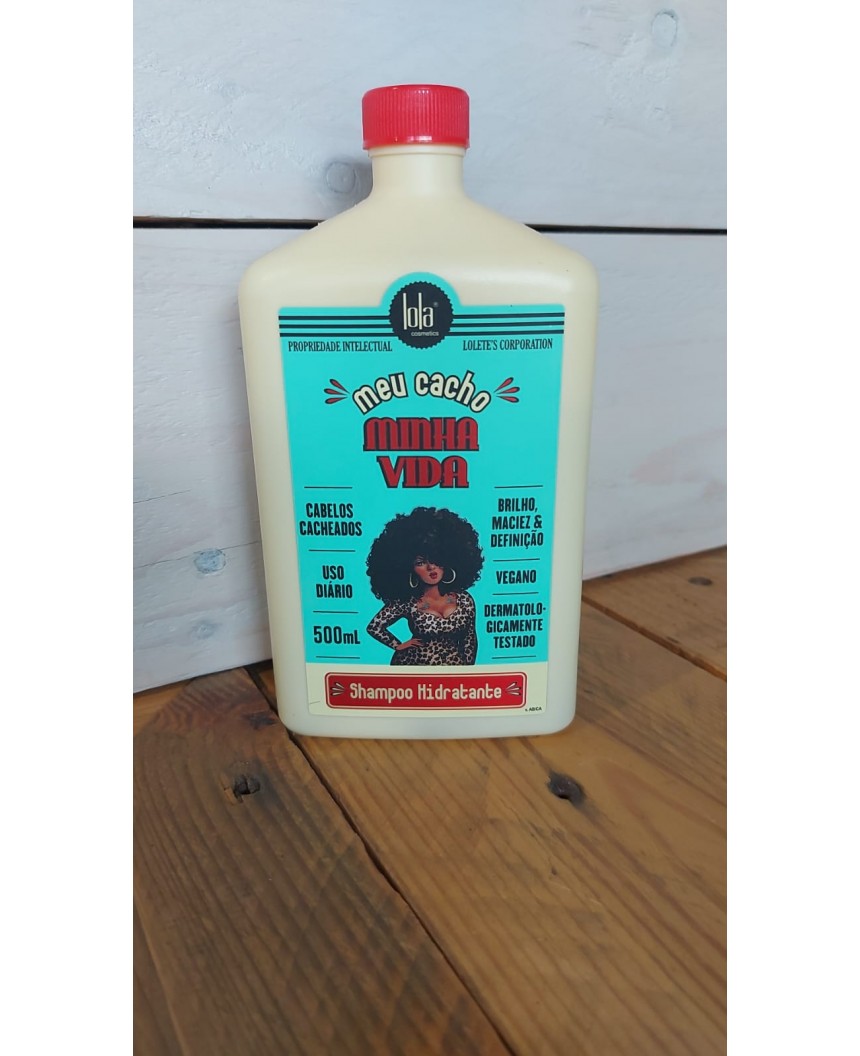 lola®
cosmetics
PROPRIEDADE INTELECTUAL
LOLETE'S CORPORATION
meu cacho
MINHA
VIDA
CABELOS
CACHEADOS
USO
DIÁRIO
500mL
BRILHO,
MACIEZ &
DEFINIÇÃO
VEGANO
DERMATOLO-
GICAMENTE
TESTADO
Shampoo Hidratante